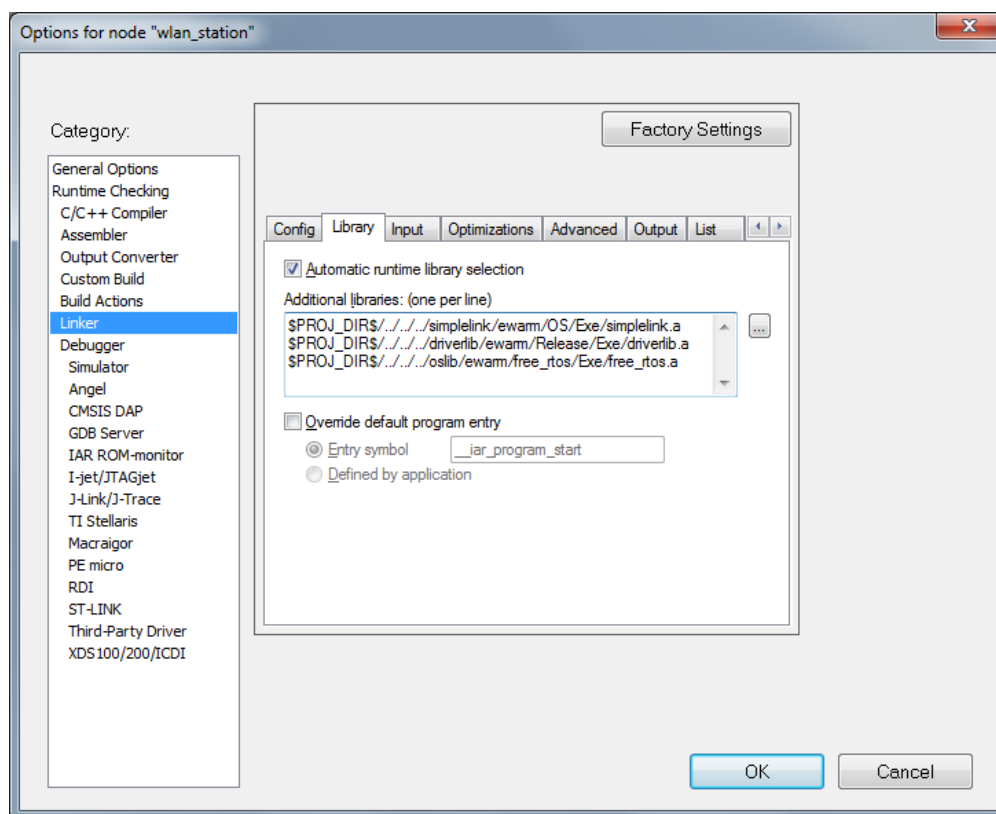 Options for node "wlan_station"
Category:
Factory Settings
General Options
Runtime Checking
C/C++ Compiler
Assembler
Output Converter
Custom Build
Build Actions
Linker
Debugger
Simulator
Angel
CMSIS DAP
GDB Server
IAR ROM-monitor
I-jet/JTAGjet
J-Link/J-Trace
TI Stellaris
Macraigor
PE micro
RDI
ST-LINK
Third-Party Driver
XDS100/200/ICDI
Config Library Input Optimizations Advanced Output List
Automatic runtime library selection
Additional libraries: (one per line)
$PROJ_DIR$/../../../simplelink/ewarm/OS/Exe/simplelink.a
$PROJ_DIR$/../../../driverlib/ewarm/Release/Exe/driverlib.a
$PROJ_DIR$/../../../oslib/ewarm/free_rtos/Exe/free_rtos.a
...
Override default program entry
Entry symbol __iar_program_start
Defined by application
OK Cancel